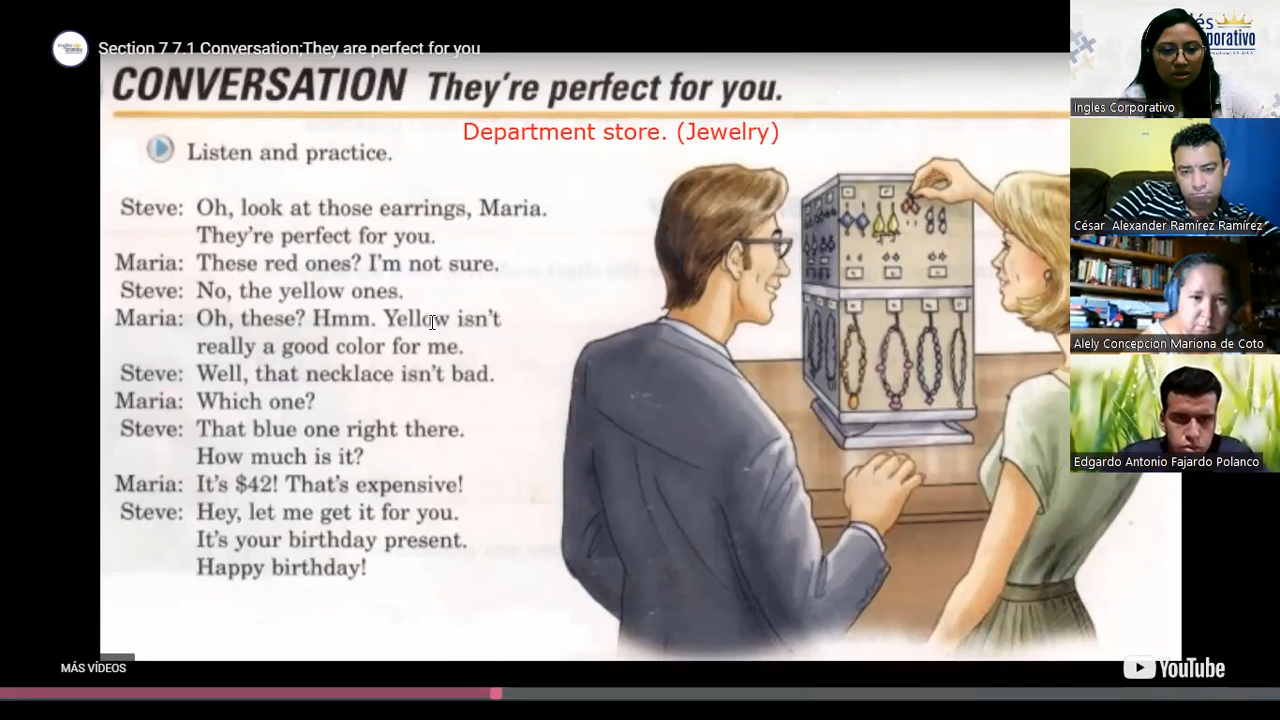 Section 7 7.1 Conversation;They are perfect for you
CONVERSATION They're perfect for you.
Department store. (Jewelry)
Listen and practice.
Steve: Oh, look at those earrings, Maria.
They're perfect for you.
Maria: These red ones? I'm not sure.
Steve: No, the yellow ones.
Maria: Oh, these? Hmm. Yellow isn't
really a good color for me.
Steve: Well, that necklace isn't bad.
Maria: Which one?
Steve: That blue one right there.
How much is it?
Maria: It's $42! That's expensive!
Steve: Hey, let me get it for you.
It's your birthday present.
Happy birthday!
MÁS VÍDEOS
YouTube
Ingles Corporativo
César Alexander Ramírez Ramírez
Alely Concepcion Mariona de Coto
Edgardo Antonio Fajardo Polanco